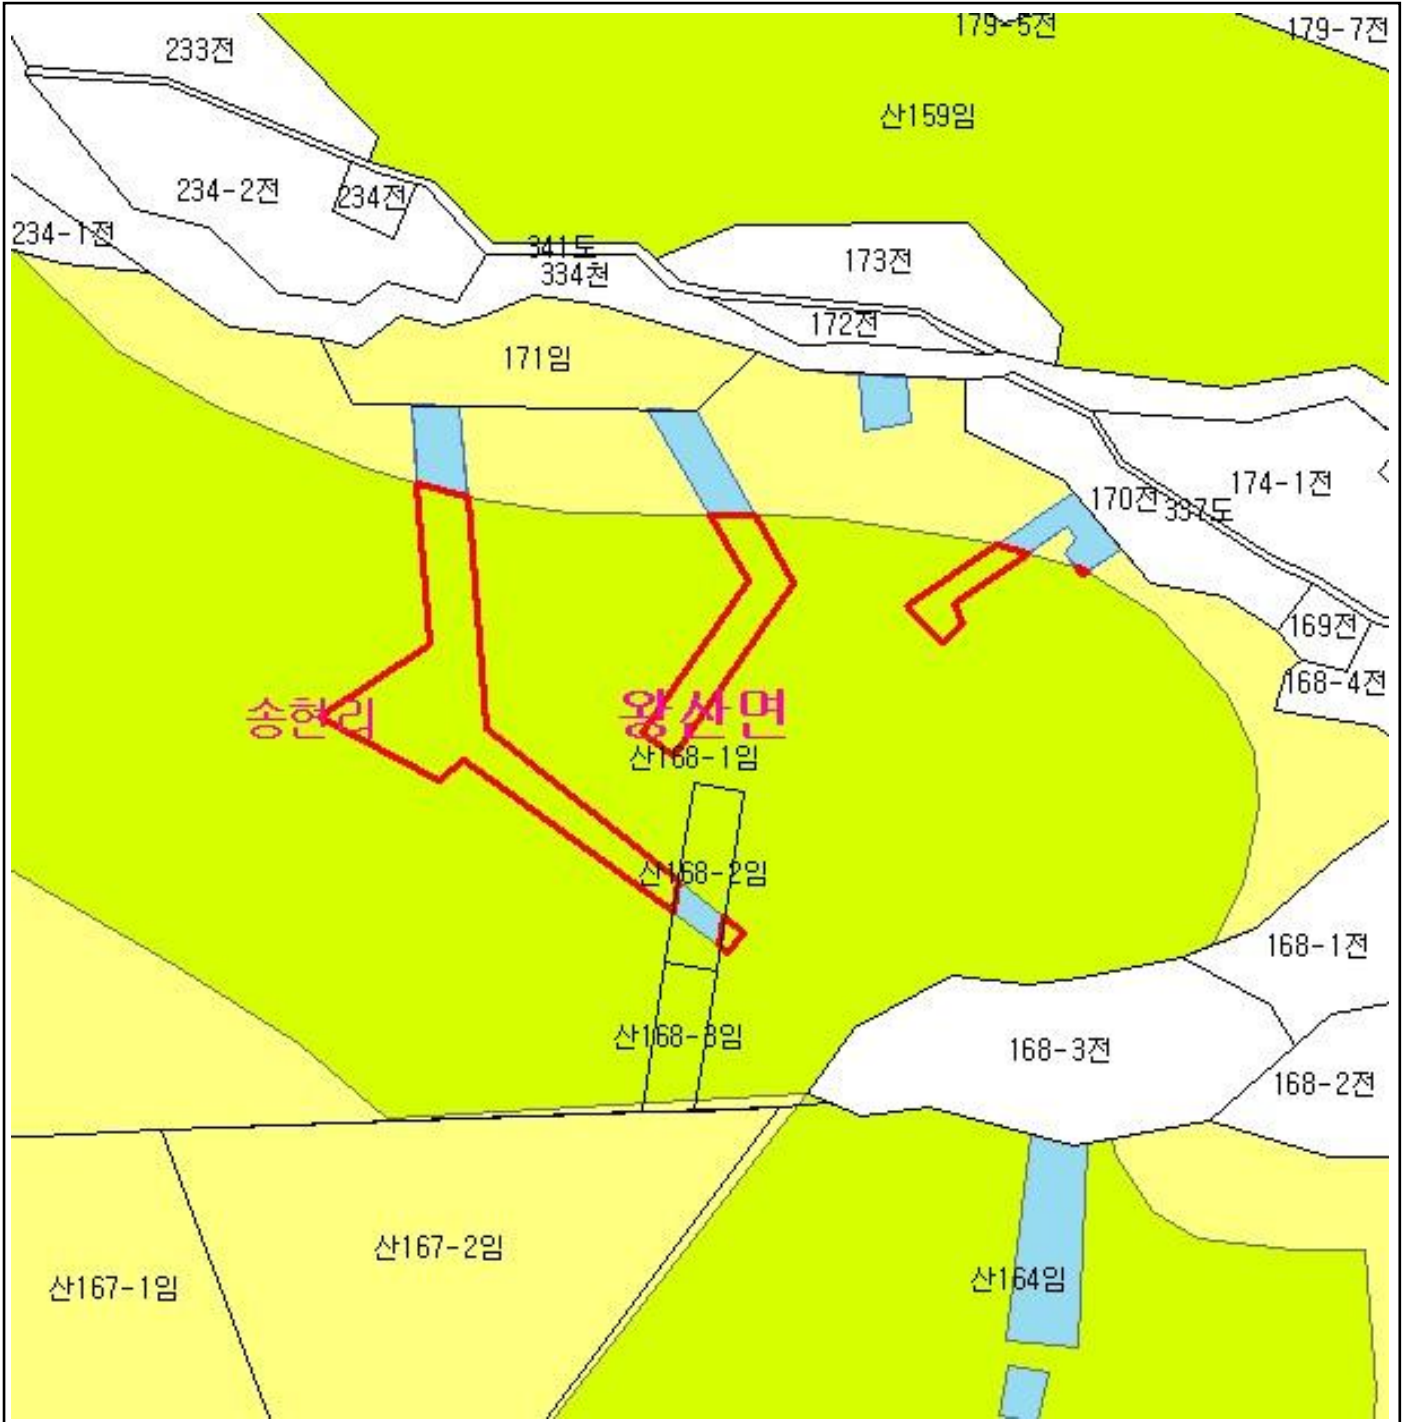 179-5전
179-7전
233전
산159임
234-2전
234전
234-1전
341도
334천
173전
172전
171임
174-1전
170전
337도
169전
168-4전
송현리
왕산면
산168-1임
산168-2임
168-1전
산168-3임
168-3전
168-2전
산167-2임
산167-1임
산164임